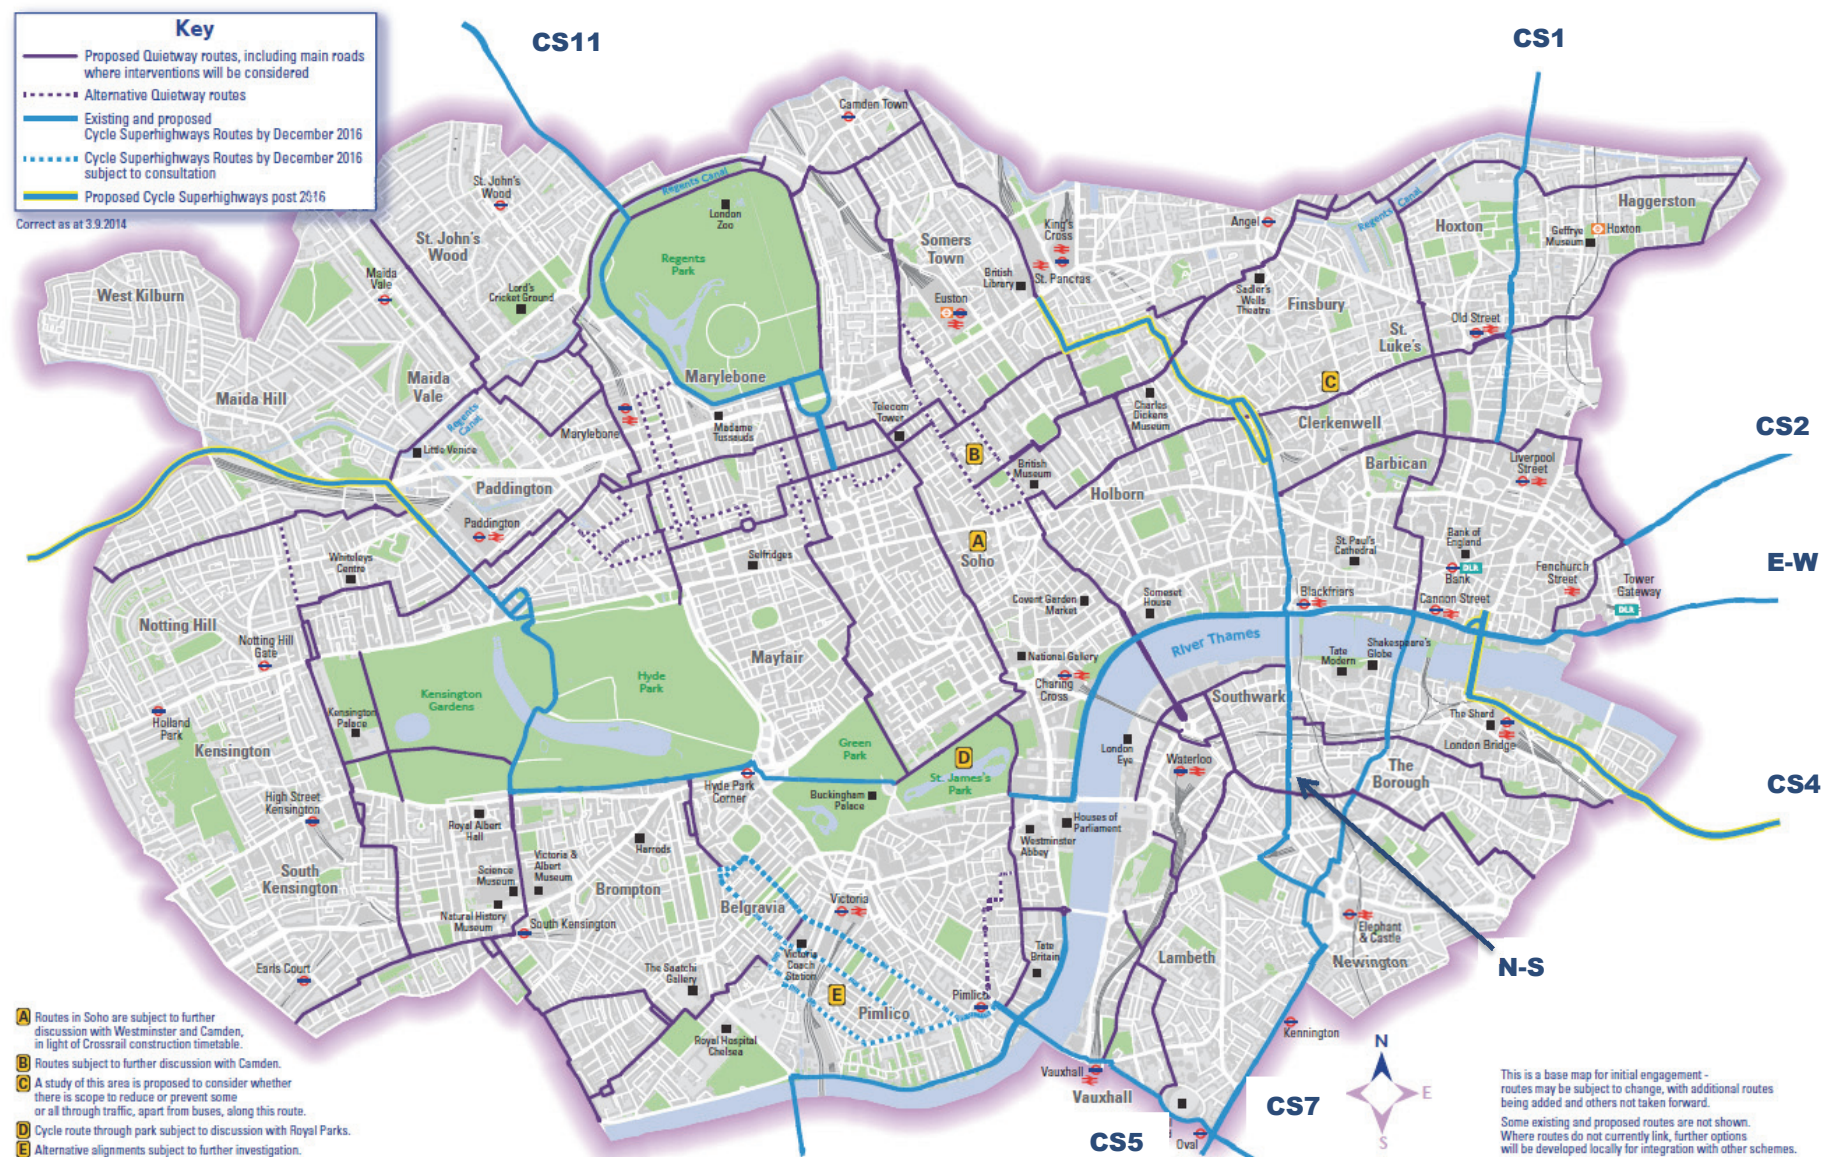 Key
Proposed Quietway routes, including main roads
where interventions will be considered
Alternative Quietway routes
Existing and proposed
Cycle Superhighways Routes by December 2016
Cycle Superhighways Routes by December 2016
subject to consultation
Proposed Cycle Superhighways post 2016
Correct as at 3.9.2014
CS11
CS1
CS2
E-W
CS4
N-S
CS7
CS5
Camden Town
St. John's
Wood
Regents Canal
London
Zoo
St. John's
Wood
Regents
Park
Somers
Town
King's
Cross
St. Pancras
British
Library
Angel
Regents Canal
Hoxton
Haggerston
Geffrye
Museum
Hoxton
West Kilburn
Maida
Vale
Lord's
Cricket Ground
Euston
Sadler's
Wells
Theatre
Finsbury
St.
Luke's
Old Street
Maida Hill
Maida
Vale
Regents
Canal
Marylebone
Marylebone
Madame
Tussauds
Telecom
Tower
Charles
Dickens
Museum
C
Clerkenwell
Little Venice
Paddington
Paddington
B
British
Museum
Holborn
Barbican
Liverpool
Street
Whiteleys
Centre
Selfridges
A
Soho
St. Paul's
Cathedral
Bank of
England
DLR
Bank
Fenchurch
Street
Tower
Gateway
DLR
Covent Garden
Market
Somerset
House
Blackfriars
Cannon Street
Notting Hill
Notting Hill
Gate
River Thames
National Gallery
Charing
Cross
Tate
Modern
Shakespeare's
Globe
Mayfair
Hyde
Park
Kensington
Gardens
Kensington
Palace
Southwark
The Shard
London Bridge
Holland
Park
Kensington
Green
Park
D
St. James's
Park
London
Eye
Waterloo
The
Borough
High Street
Kensington
Hyde Park
Corner
Buckingham
Palace
Houses of
Parliament
Westminster
Abbey
Royal Albert
Hall
Harrods
Science
Museum
Victoria &
Albert
Museum
South
Kensington
Brompton
Belgravia
Victoria
Natural History
Museum
South Kensington
Elephant
& Castle
Newington
Earls Court
The Saatchi
Gallery
Victoria
Coach
Station
Tate
Britain
Lambeth
E
Pimlico
Pimlico
Royal Hospital
Chelsea
Kennington
Vauxhall
Vauxhall
Oval
N
E
S
A Routes in Soho are subject to further
discussion with Westminster and Camden,
in light of Crossrail construction timetable.
B Routes subject to further discussion with Camden.
C A study of this area is proposed to consider whether
there is scope to reduce or prevent some
or all through traffic, apart from buses, along this route.
D Cycle route through park subject to discussion with Royal Parks.
E Alternative alignments subject to further investigation.
This is a base map for initial engagement -
routes may be subject to change, with additional routes
being added and others not taken forward.
Some existing and proposed routes are not shown.
Where routes do not currently link, further options
will be developed locally for integration with other schemes.